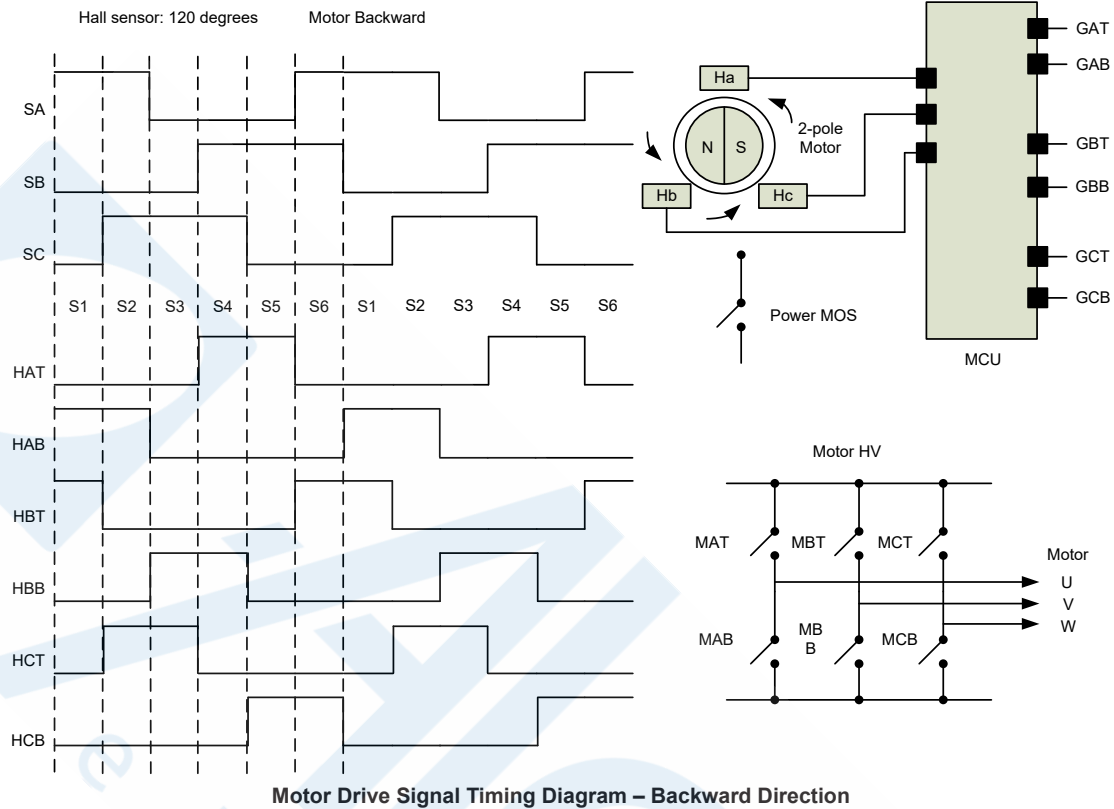 Hall sensor: 120 degrees
Motor Backward
SA
SB
SC
S1 S2 S3 S4 S5 S6 S1 S2 S3 S4 S5 S6
HAT
HAB
HBT
HBB
HCT
HCB
Ha
2-pole
Motor
N S
Hb
Hc
Power MOS
GAT
GAB
GBT
GBB
GCT
GCB
MCU
Motor HV
MAT
MBT
MCT
Motor
U
V
W
MAB
MB
B
MCB
Motor Drive Signal Timing Diagram – Backward Direction